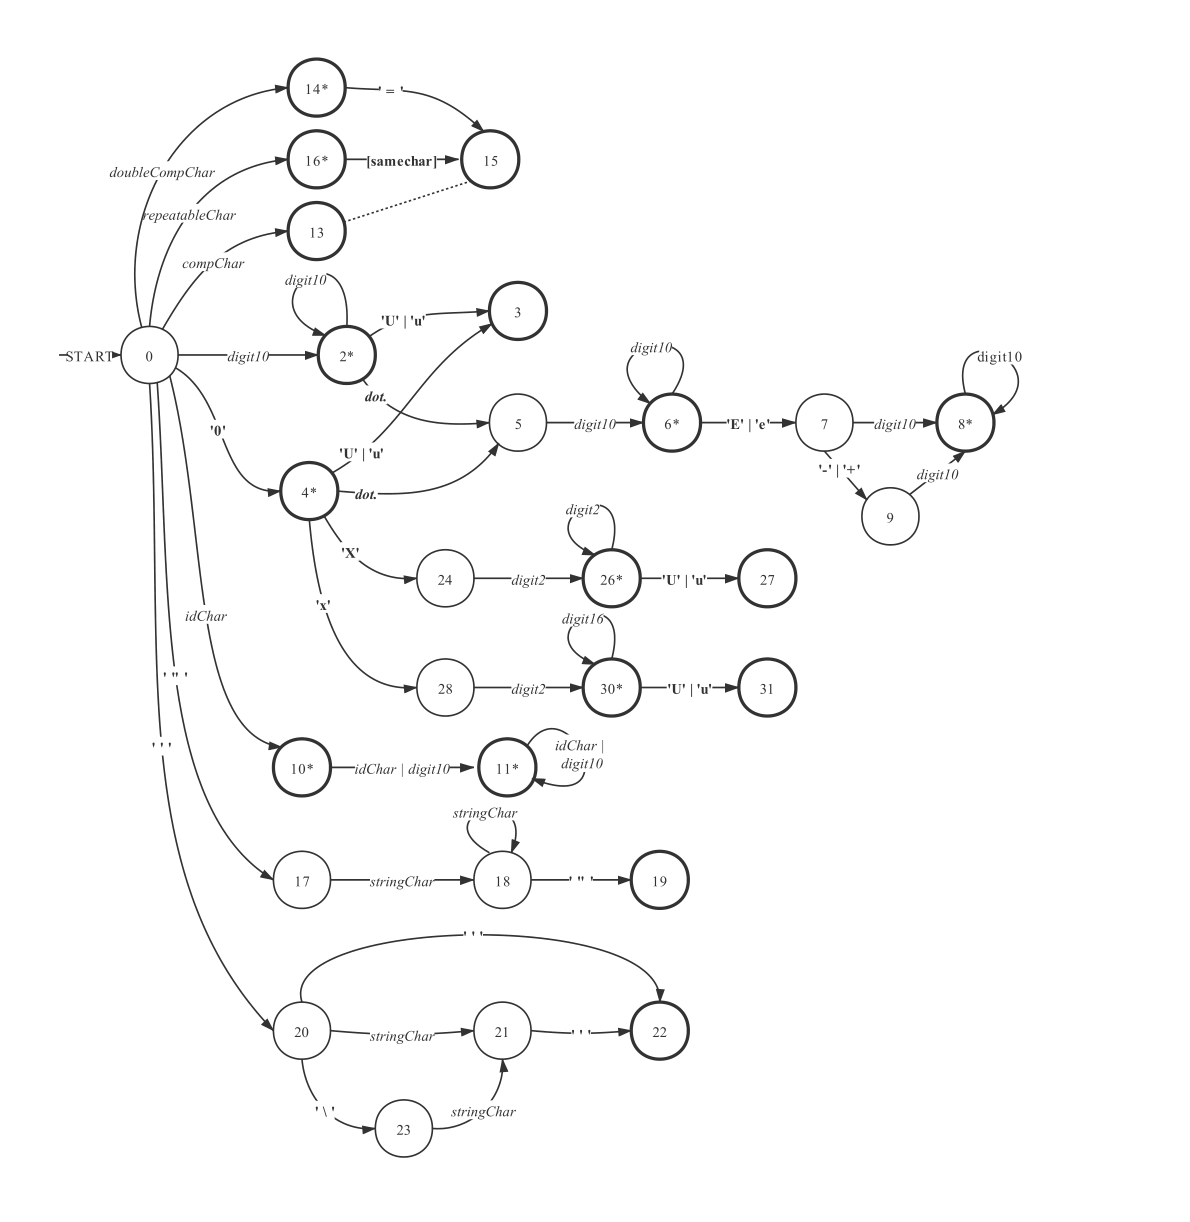 14*
' = '
16*
[samechar]
15
doubleCompChar
repeatableChar
13
compChar
digit10
'U' | 'u'
3
START
0
digit10
2*
dot.
digit10
5
digit10
6*
'E' | 'e'
7
digit10
digit10
8*
'-' | '+'
digit10
9
'0'
'U' | 'u'
4*
dot.
'X'
24
digit2
digit2
26*
'U' | 'u'
27
'x'
28
digit2
digit16
30*
'U' | 'u'
31
idChar
' " '
' ' '
10*
idChar | digit10
11*
idChar |
digit10
stringChar
17
stringChar
18
' " '
19
' ' '
20
stringChar
21
' ' '
22
' \ '
23
stringChar